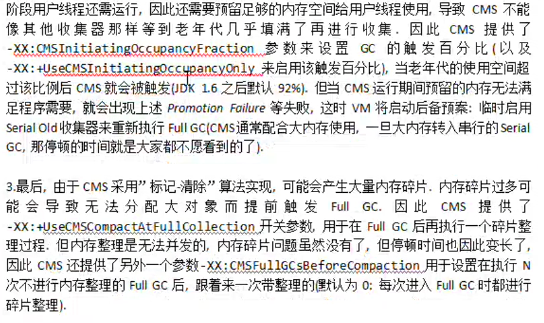 阶段用户线程还需运行，因此还需要预留足够的内存空间给用户线程使用, 导致 CMS 不能
像其他收集器那样等到老年代几乎填满了再进行收集. 因此 CMS 提供了
-XX:CMSInitiatingOccupancyFraction 参数来设置 GC 的触发百分比(以及
-XX:+UseCMSInitiatingOccupancyOnly 来启用该触发百分比), 当老年代的使用空间超
过该比例后 CMS 就会被触发(JDK 1.6 之后默认 92%). 但当 CMS 运行期间预留的内存无法满
足程序需要, 就会出现上述 Promotion Failure 等失败, 这时 VM 将启动后备预案: 临时启用
Serial Old 收集器来重新执行 Full GC(CMS 通常配合大内存使用, 一旦大内存转入串行的 Serial
GC, 那停顿的时间就是大家都不愿看到的了).
3.最后, 由于 CMS 采用”标记-清除”算法实现, 可能会产生大量内存碎片. 内存碎片过多可
能会导致无法分配大对象而提前触发 Full GC. 因此 CMS 提供了
-XX:+UseCMSCompactAtFullCollection 开关参数, 用于在 Full GC 后再执行一个碎片整
理过程. 但内存整理是无法并发的, 内存碎片问题虽然没有了, 但停顿时间也因此变长了,
因此 CMS 还提供了另外一个参数-XX:CMSFullGCsBeforeCompaction 用于设置在执行 N
次不进行内存整理的 Full GC 后, 跟着来一次带整理的(默认为 0: 每次进入 Full GC 时都进行
碎片整理).